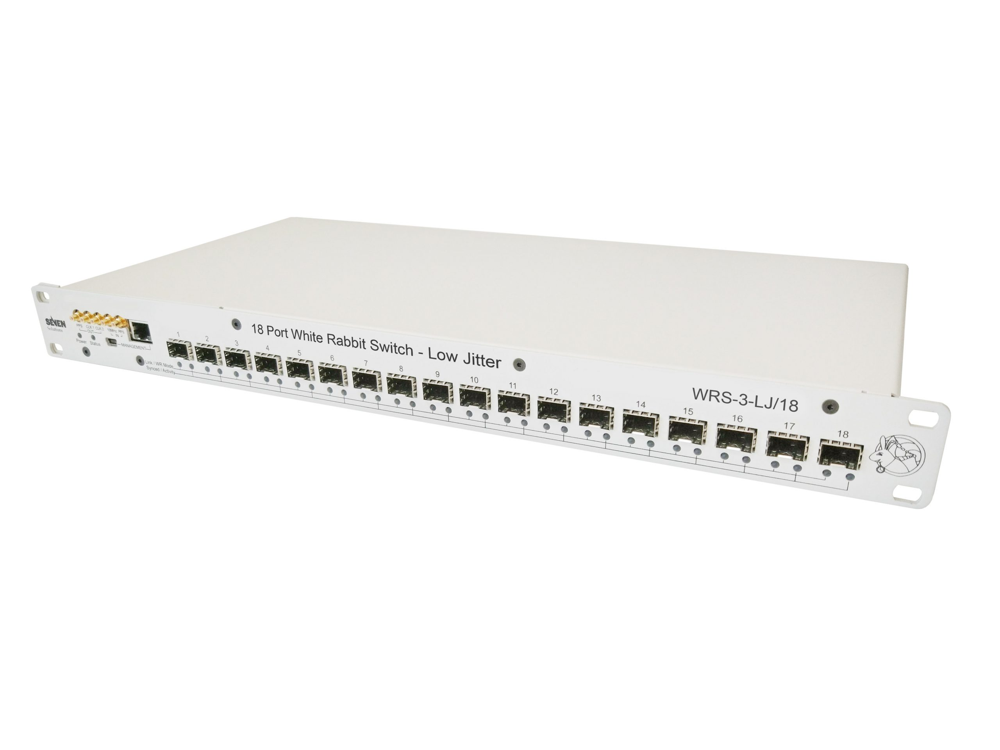 SEVEN
Solutions
PPS CLK 1 CLK 2 10MHz PPS
OUT IN
Power Status
MANAGEMENT
Link / WR Mode
Synced / Activity
18 Port White Rabbit Switch - Low Jitter
WRS-3-LJ/18
1 2 3 4 5 6 7 8 9 10 11 12 13 14 15 16 17 18